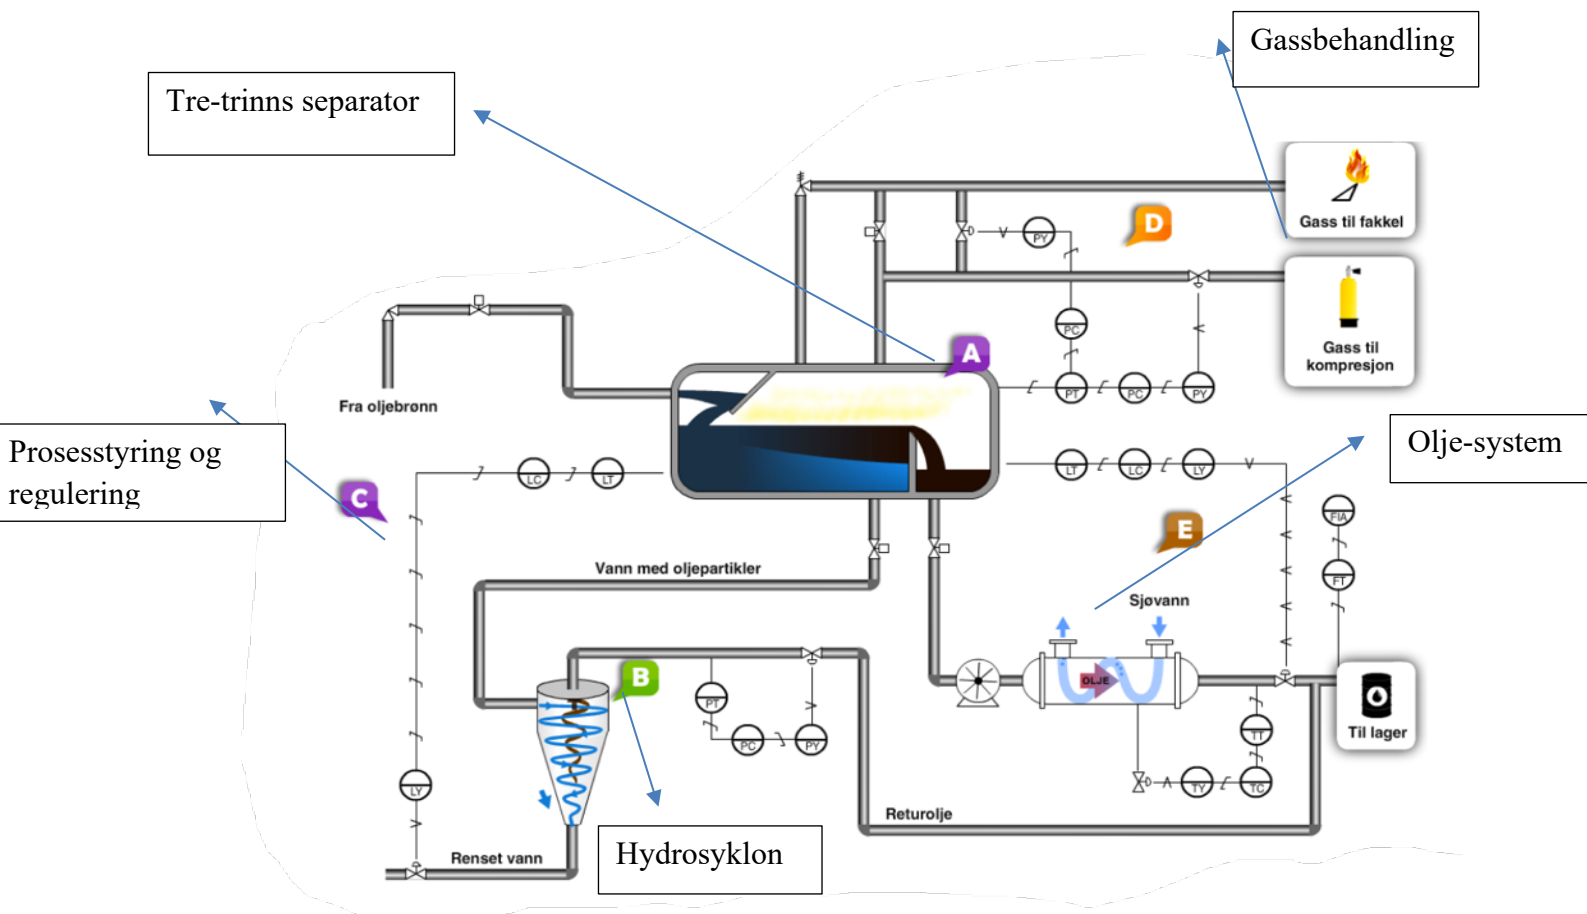 Gassbehandling
Tre-trinns separator
Gass til fakkel
D
PY
Gass til
kompresjon
PC
A
PT PC PY
Fra oljebrønn
Prosesstyring og
regulering
Olje-system
C
LC LT
LT LC LY
FIA
E
FT
Vann med oljepartikler
Sjøvann
B
OLJE
PT
PC PY
TT
Til lager
LY
TY TC
Returolje
Renset vann
Hydrosyklon